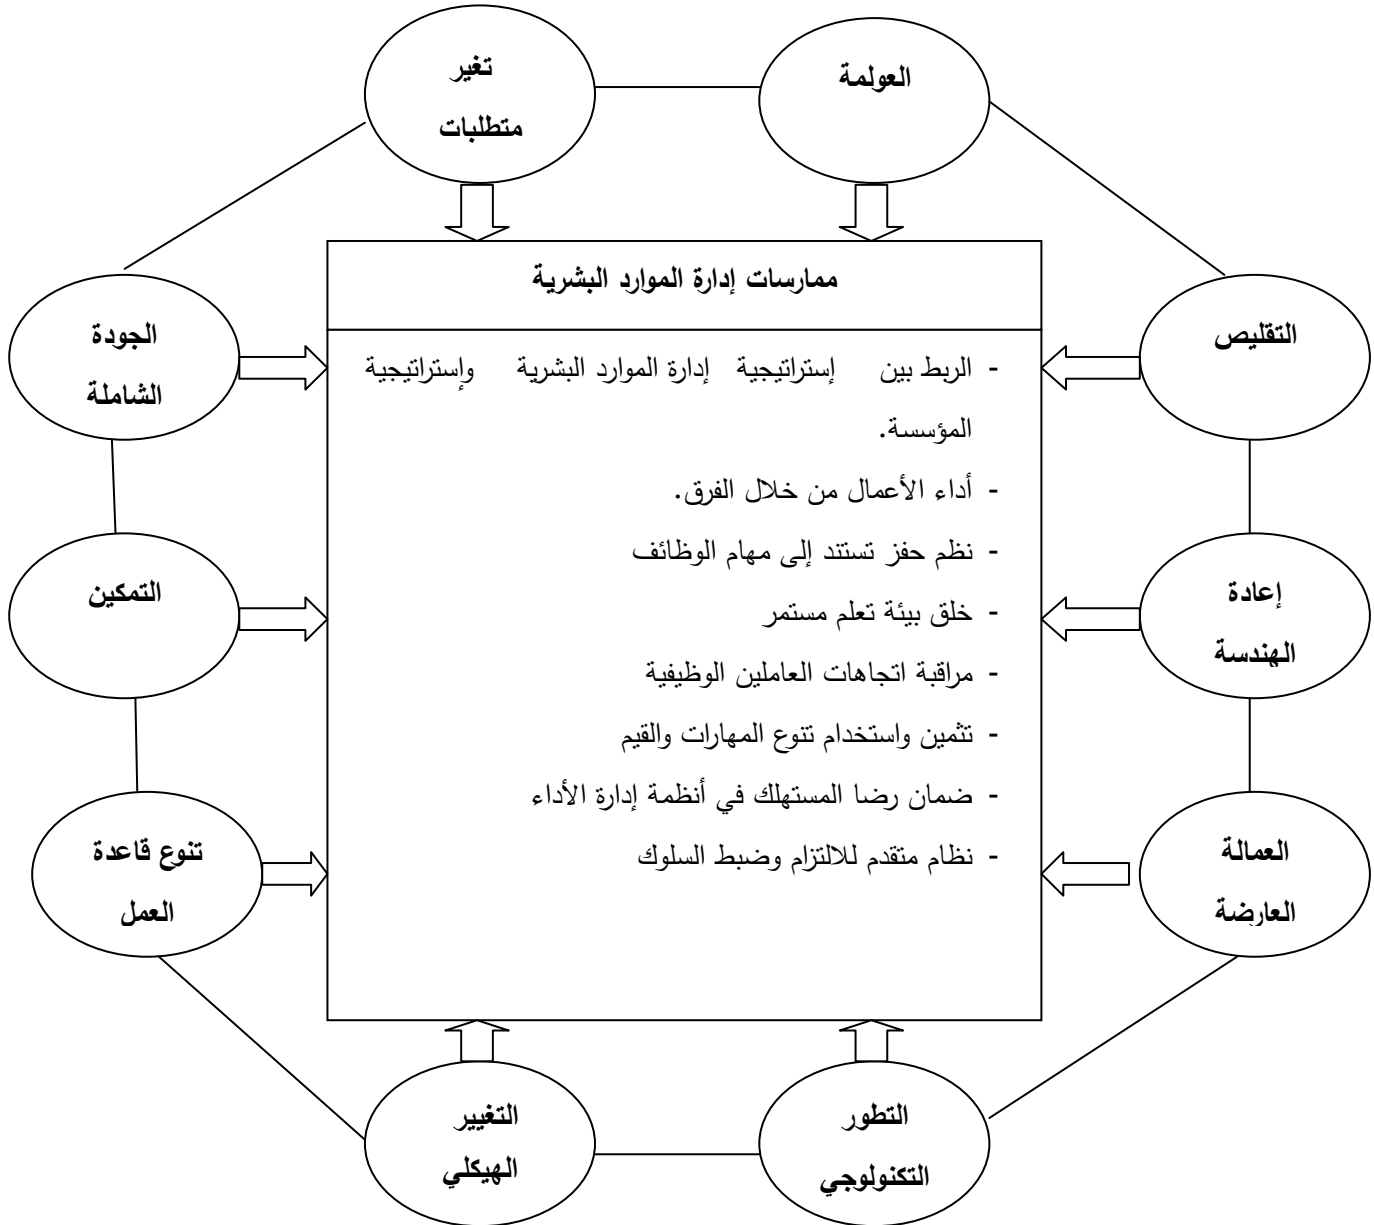 تغير
متطلبات
العولمة
ممارسات إدارة الموارد البشرية
الجودة
الشاملة
التقليص
- الربط بين إستراتيجية إدارة الموارد البشرية وإستراتيجية
المؤسسة.
- أداء الأعمال من خلال الفرق.
- نظم حفز تستند إلى مهام الوظائف
- خلق بيئة تعلم مستمر
- مراقبة اتجاهات العاملين الوظيفية
- تثمين واستخدام تنوع المهارات والقيم
- ضمان رضا المستهلك في أنظمة إدارة الأداء
- نظام متقدم للالتزام وضبط السلوك
التمكين
إعادة
الهندسة
تنوع قاعدة
العمل
العمالة
العارضة
التغيير
الهيكلي
التطور
التكنولوجي